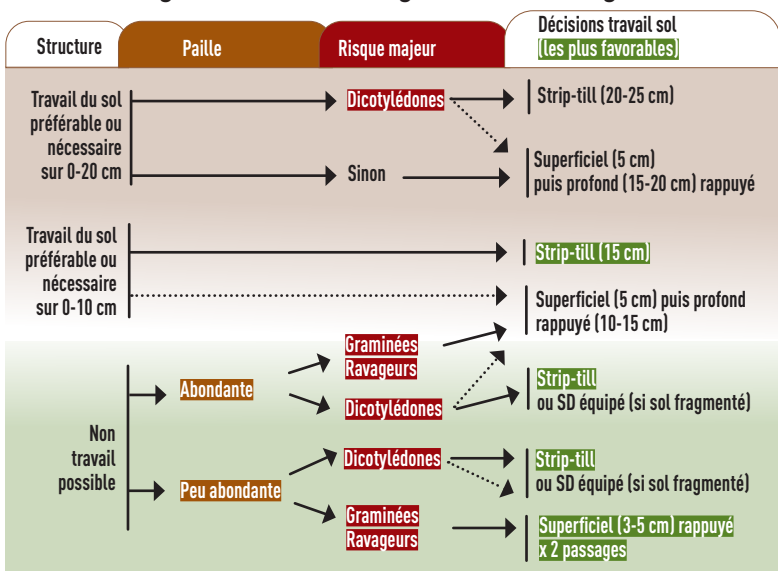 Structure
Paille
Risque majeur
Décisions travail sol
(les plus favorables)
Travail du sol
préférable ou
nécessaire
sur 0-20 cm
Dicotylédones
Strip-till (20-25 cm)
Sinon
Superficiel (5 cm)
puis profond (15-20 cm) rappuyé
Travail du sol
préférable ou
nécessaire
sur 0-10 cm
Strip-till (15 cm)
Superficiel (5 cm) puis profond
rappuyé (10-15 cm)
Non
travail
possible
Abondante
Graminées
Ravageurs
Dicotylédones
Strip-till
ou SD équipé (si sol fragmenté)
Peu abondante
Dicotylédones
Strip-till
ou SD équipé (si sol fragmenté)
Graminées
Ravageurs
Superficiel (3-5 cm) rappuyé
x 2 passages